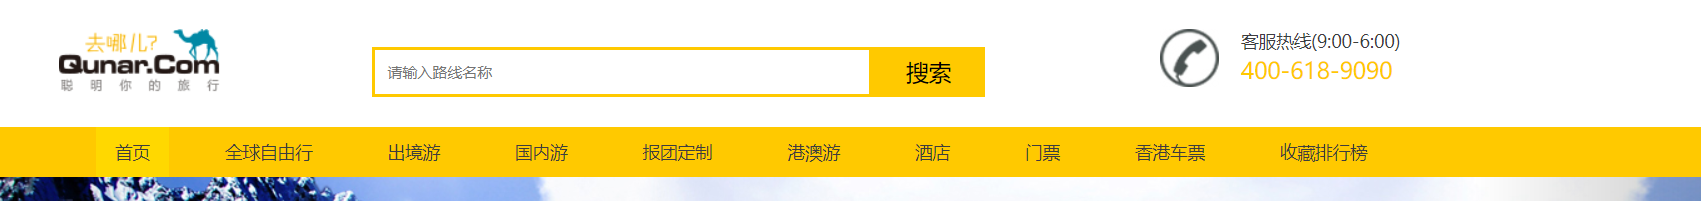 去哪儿?
Qunar.Com
聪明你的旅行
请输入路线名称
搜索
客服热线(9:00-6:00)
400-618-9090
首页 全球自由行 出境游 国内游 报团定制 港澳游 酒店 门票 香港车票 收藏排行榜